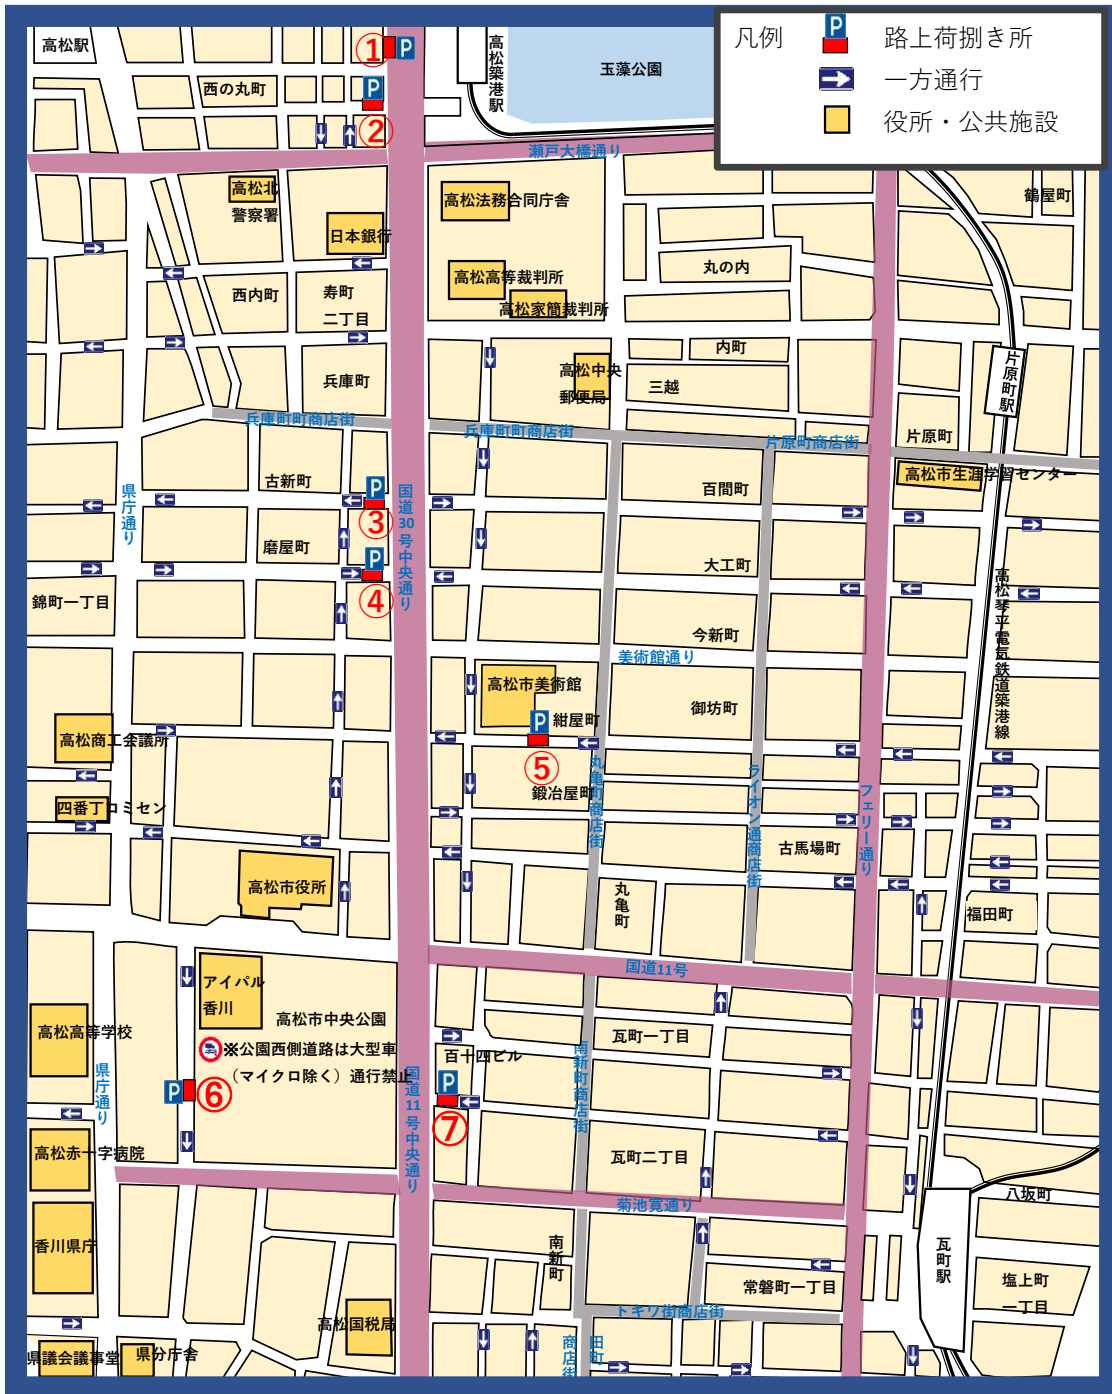 凡例
路上荷捌き所
一方通行
役所・公共施設
高松駅
①
P
高松築港駅
玉藻公園
西の丸町
P
②
瀬戸大橋通り
高松北
警察署
日本銀行
高松法務合同庁舎
鶴屋町
高松高等裁判所
丸の内
西内町
寿町
二丁目
高松家簡裁判所
内町
兵庫町
高松中央
郵便局
三越
片原町駅
兵庫町町商店街
兵庫町町商店街
片原町商店街
片原町
高松市生涯学習センター
古新町
P
③
百間町
県庁通り
国道30号中央通り
磨屋町
P
④
大工町
錦町一丁目
高松琴平電気鉄道築港線
今新町
美術館通り
高松市美術館
P
紺屋町
御坊町
⑤
高松商工会議所
丸亀町商店街
ライオン通商店街
フェリー通り
鍛冶屋町
四番丁コミセン
古馬場町
高松市役所
丸亀町
福田町
国道11号
アイパル
香川
高松市中央公園
高松高等学校
※公園西側道路は大型車
(マイクロ除く)通行禁止
瓦町一丁目
百十四ビル
南新町商店街
県庁通り
P
⑥
国道11号中央通り
P
⑦
高松赤十字病院
瓦町二丁目
菊池寛通り
八坂町
香川県庁
南新町
瓦町駅
常磐町一丁目
塩上町
一丁目
トキワ街商店街
高松国税局
県議会議事堂
県分庁舎
田町
商店街